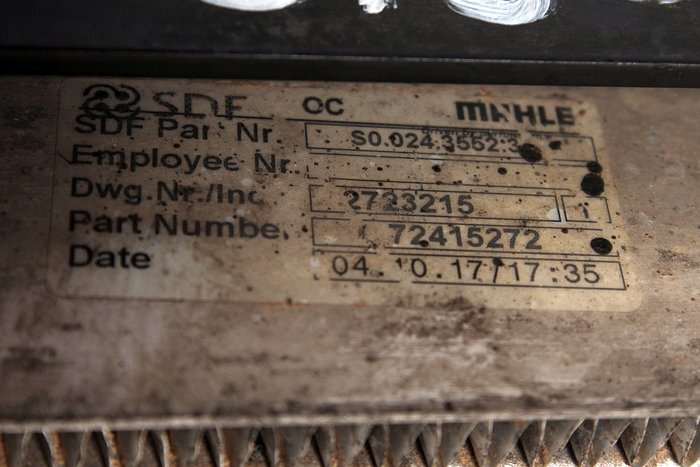 SDF OC MAHLE
SDF Part Nr. S0.024.3552.3
Employee Nr.
Dwg.Nr./Inc 2723215 1
Part Number 72415272
Date 04.10.17/17:35